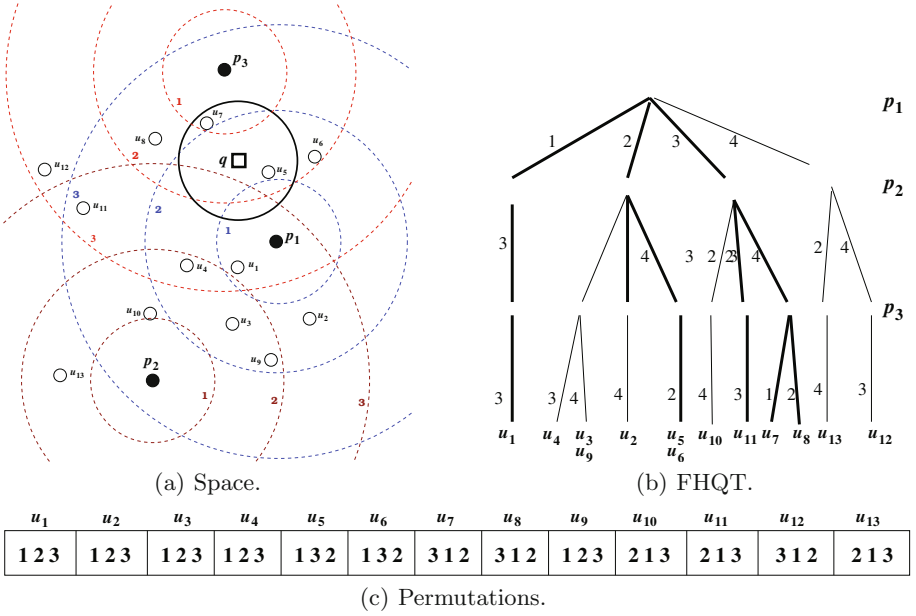 p3
1
u7
u8
u6
2
q
u5
u12
3
2
u11
1
p1
3
u4
u1
u10
u3
u2
p2
u9
u13
1
2
3
(a) Space.
p1
1 2 3 4
p2
3 4 3 2 2 3 4 2 4
p3
3 3 4 4 2 4 3 1 2 4 3
u1 u4 u3 u2 u5 u10 u11 u7 u8 u13 u12
u9 u6
(b) FHQT.
u1 u2 u3 u4 u5 u6 u7 u8 u9 u10 u11 u12 u13
1 2 3 1 2 3 1 2 3 1 2 3 1 3 2 1 3 2 3 1 2 3 1 2 1 2 3 2 1 3 2 1 3 3 1 2 2 1 3
(c) Permutations.